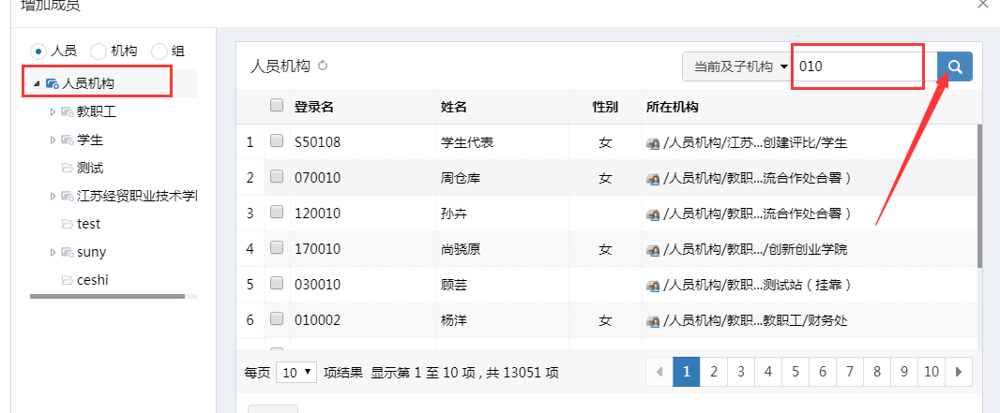 增加成员
人员 机构 组
人员机构
教职工
学生
测试
江苏经贸职业技术学
test
suny
ceshi
人员机构 当前及子机构 010
登录名 姓名 性别 所在机构
1 S50108 学生代表 女 /人员机构/江苏...创建评比/学生
2 070010 周仓库 女 /人员机构/教职...流合作处合署）
3 120010 孙卉 /人员机构/教职...流合作处合署）
4 170010 尚骁原 女 /人员机构/教职.../创新创业学院
5 030010 顾芸 /人员机构/教职...测试站（挂靠）
6 010002 杨洋 女 /人员机构/教职...教职工/财务处
每页 10 项结果 显示第 1 至 10 项 , 共 13051 项 1 2 3 4 5 6 7 8 9 10